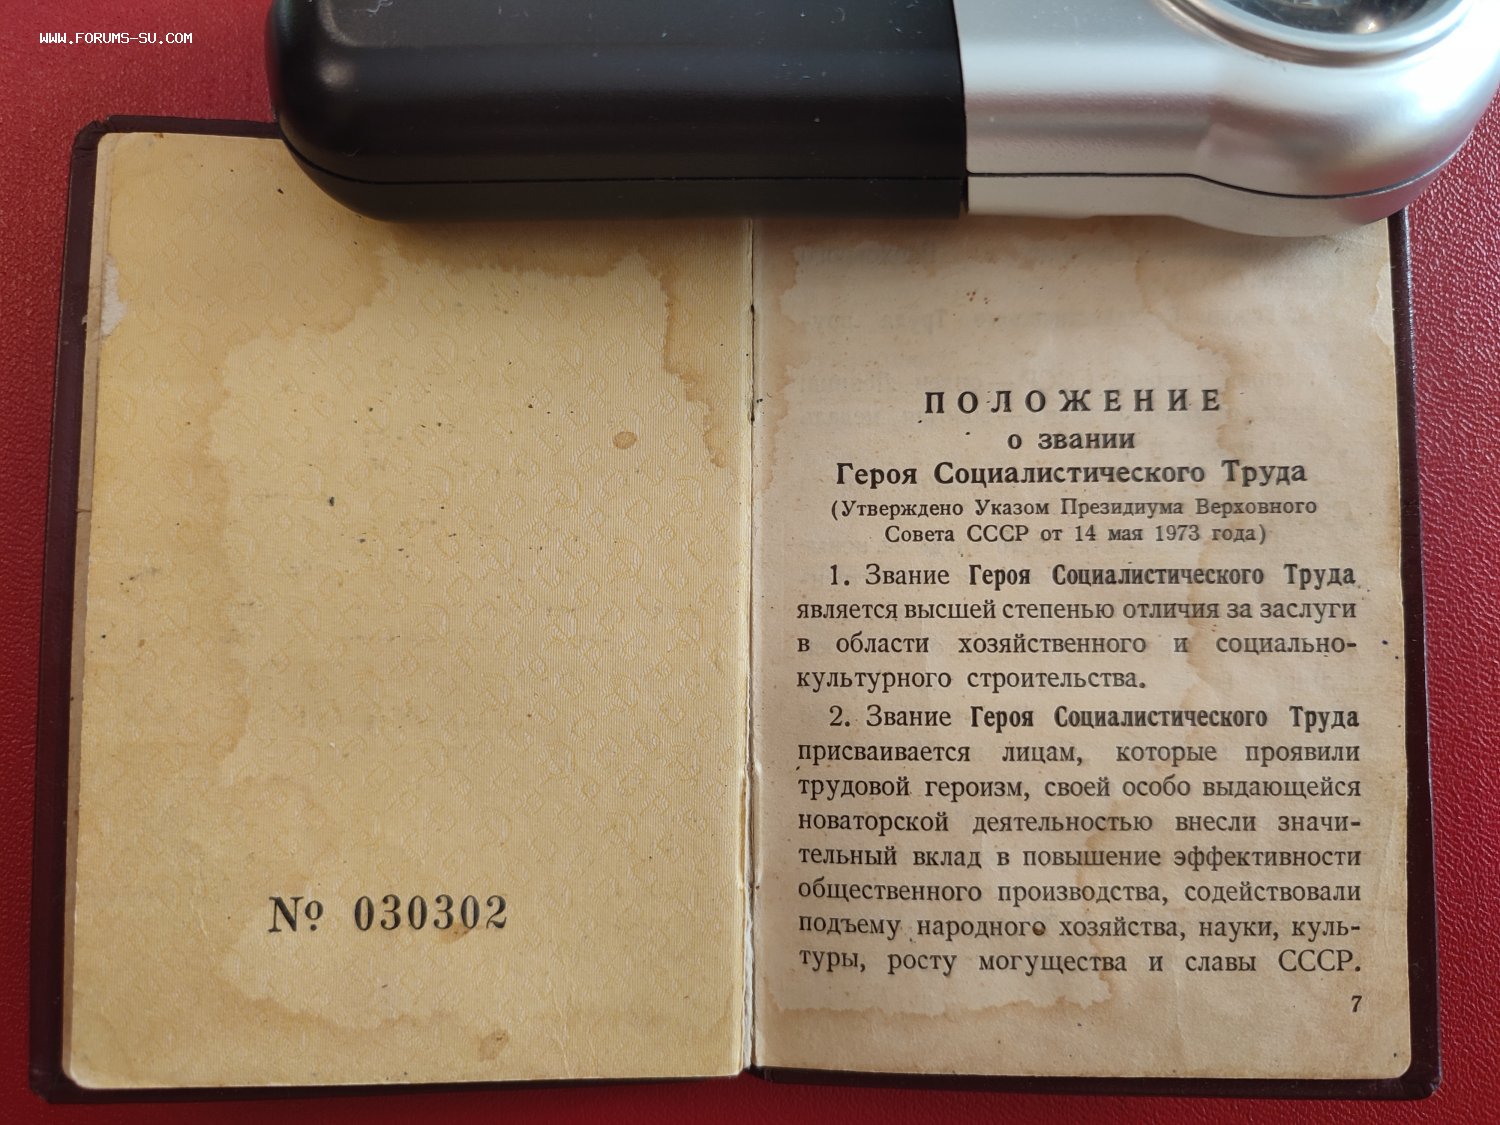 WWW.FORUMS-SU.COM
№ 030302
ПОЛОЖЕНИЕ
о звании
Героя Социалистического Труда
(Утверждено Указом Президиума Верховного
Совета СССР от 14 мая 1973 года)
1. Звание Героя Социалистического Труда
является высшей степенью отличия за заслуги
в области хозяйственного и социально-
культурного строительства.
2. Звание Героя Социалистического Труда
присваивается лицам, которые проявили
трудовой героизм, своей особо выдающейся
новаторской деятельностью внесли значи-
тельный вклад в повышение эффективности
общественного производства, содействовали
подъему народного хозяйства, науки, куль-
туры, росту могущества и славы СССР.
7